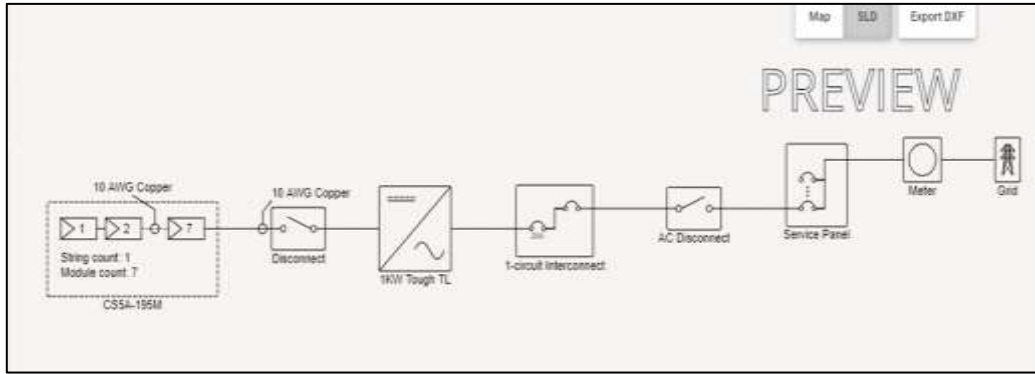 Map
SLD
Export DXF
PREVIEW
10 AWG Copper
10 AWG Copper
1
2
7
String count: 1
Module count: 7
CS5A-195M
Disconnect
1KW Tough TL
1-circuit Interconnect
AC Disconnect
Service Panel
Meter
Grid